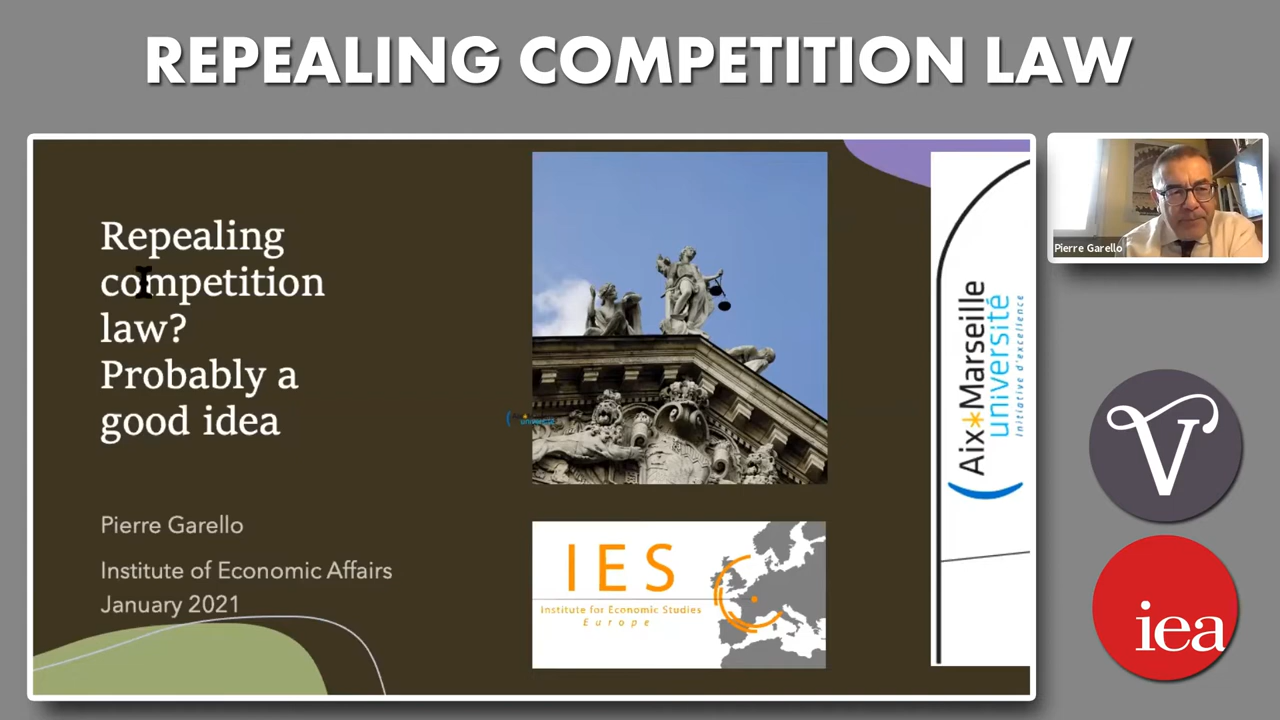 REPEALING COMPETITION LAW
Repealing
competition
law?
Probably a
good idea
Pierre Garello
Institute of Economic Affairs
January 2021
université
IES
Institute for Economic Studies
Europe
Aix*Marseille
université
Initiative d'excellence
Pierre Garello
V
iea